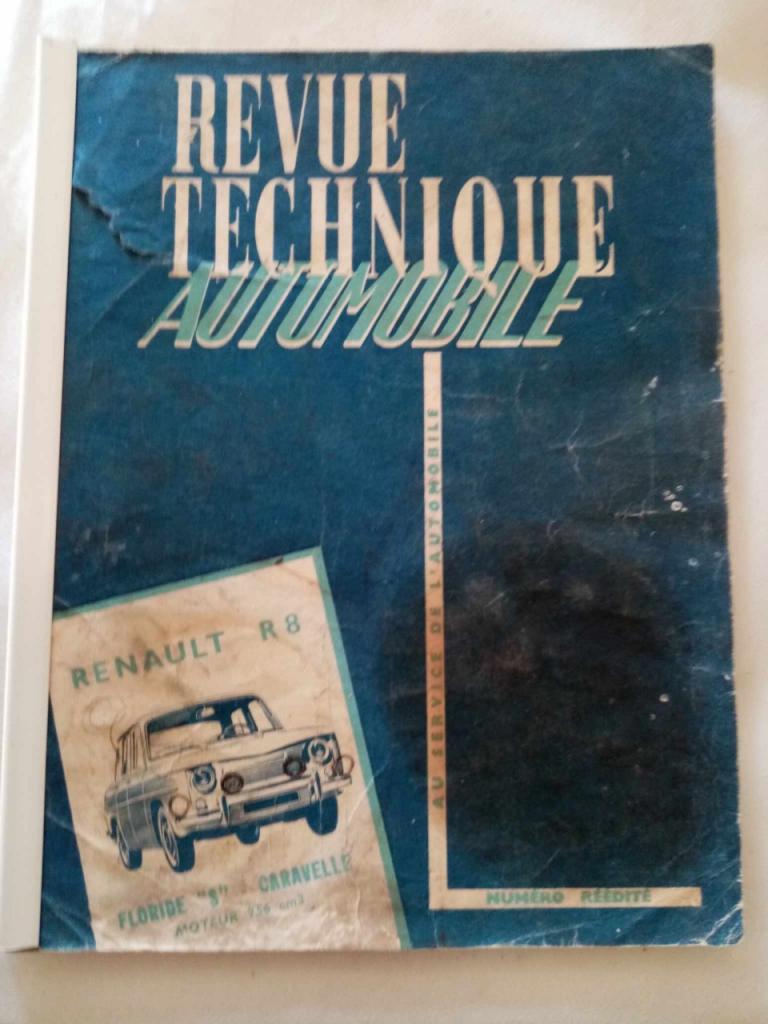 REVUE
TECHNIQUE
AUTOMOBILE
AU SERVICE DE L'AUTOMOBILE
RENAULT R8
FLORIDE "S" - CARAVELLE
MOTEUR 956 cm3
NUMÉRO RÉÉDITÉ